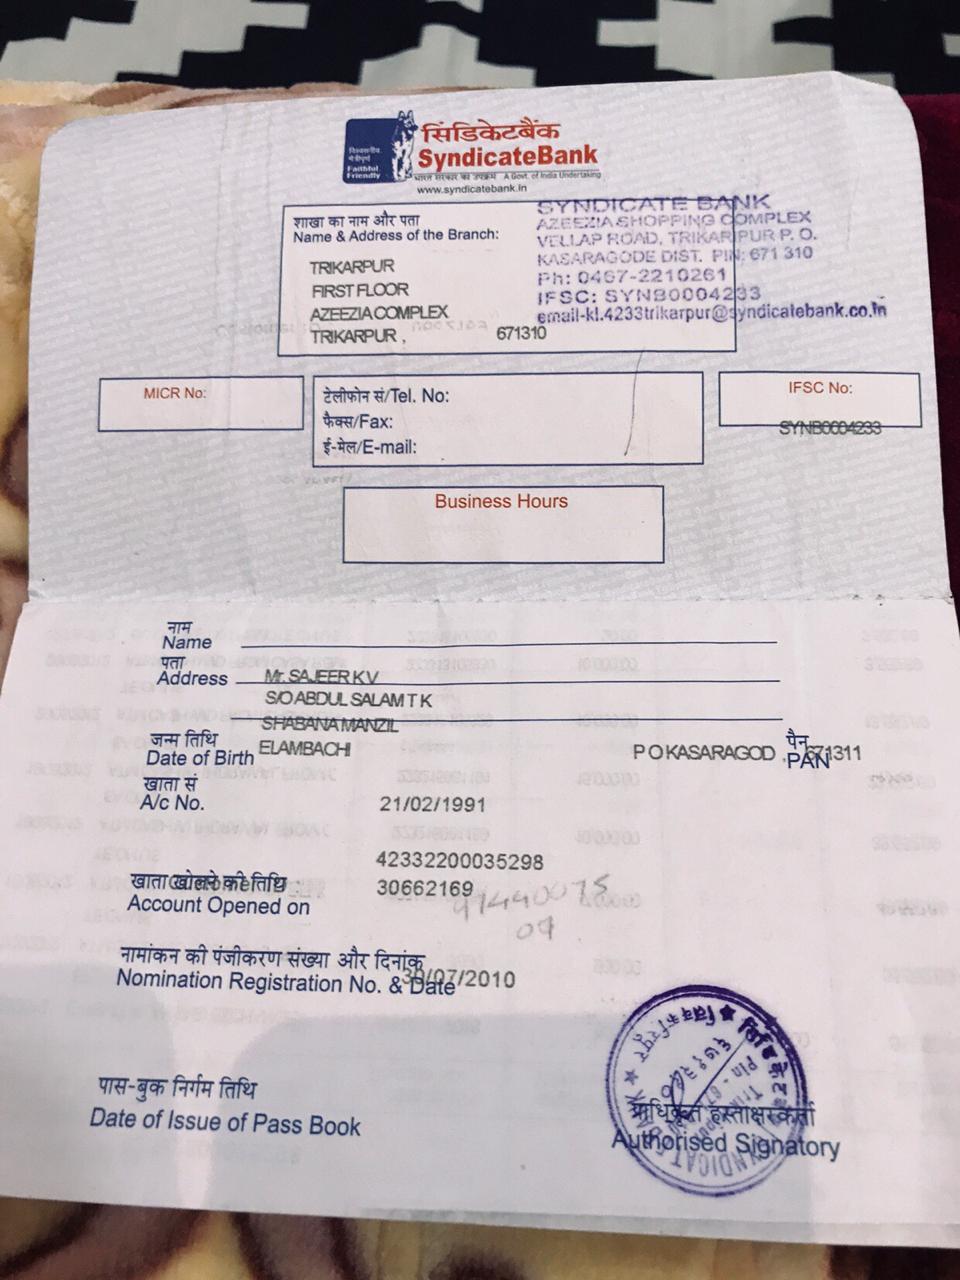 विश्वसनीय
मैत्रीपूर्ण
Faithful
Friendly
सिंडिकेटबैंक
SyndicateBank
भारत सरकार का उपक्रम A Govt. of India Undertaking
www.syndicatebank.in
शाखा का नाम और पता
Name & Address of the Branch:
TRIKARPUR
FIRST FLOOR
AZEEZIA COMPLEX
TRIKARPUR , 671310
SYNDICATE BANK
AZEEZIA SHOPPING COMPLEX
VELLAP ROAD, TRIKARIPUR P. O.
KASARAGODE DIST. PIN: 671 310
Ph: 0467-2210261
IFSC: SYNB0004233
email-kl.4233trikarpur@syndicatebank.co.in
MICR No:
टेलीफोन सं/Tel. No:
फैक्स/Fax:
ई-मेल/E-mail:
IFSC No:
SYNB0004233
Business Hours
नाम
Name
पता
Address Mr. SAJEER K V
S/O ABDUL SALAM T K
SHABANA MANZIL
जन्म तिथि
Date of Birth ELAMBACHI P O KASARAGOD , 671311
पैन
PAN
खाता सं
A/c No. 21/02/1991
42332200035298
खाता खोलने की तिथि :
Customer
30662169
Account Opened on
97440075
09
नामांकन की पंजीकरण संख्या और दिनांक
Nomination Registration No. & Date 30/07/2010
पास-बुक निर्गम तिथि
Date of Issue of Pass Book
प्राधिकृत हस्ताक्षरकर्ता
Authorised Signatory